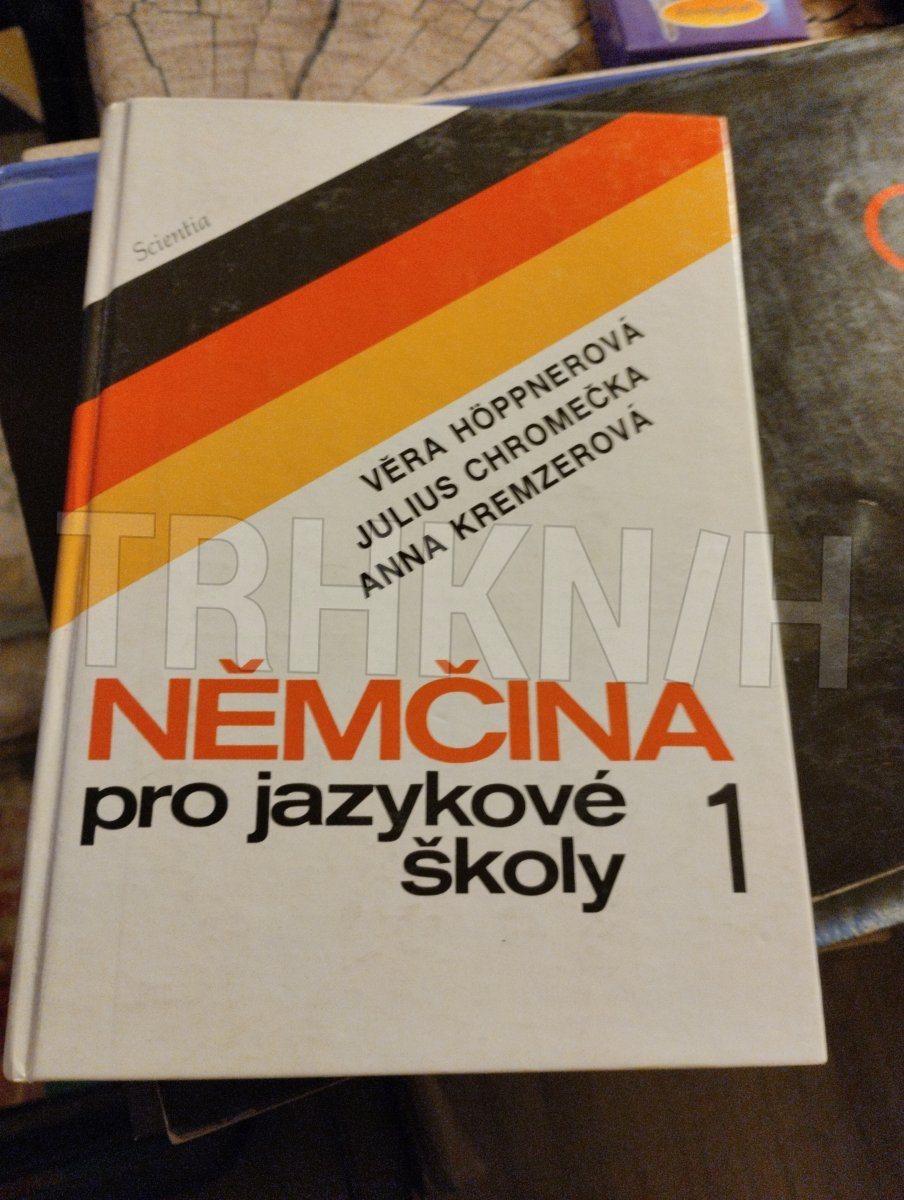 Scientia
VĚRA HÖPPNEROVÁ
JULIUS CHROMEČKA
ANNA KREMZEROVÁ
TRHKNIH
NĚMČINA
pro jazykové
školy 1